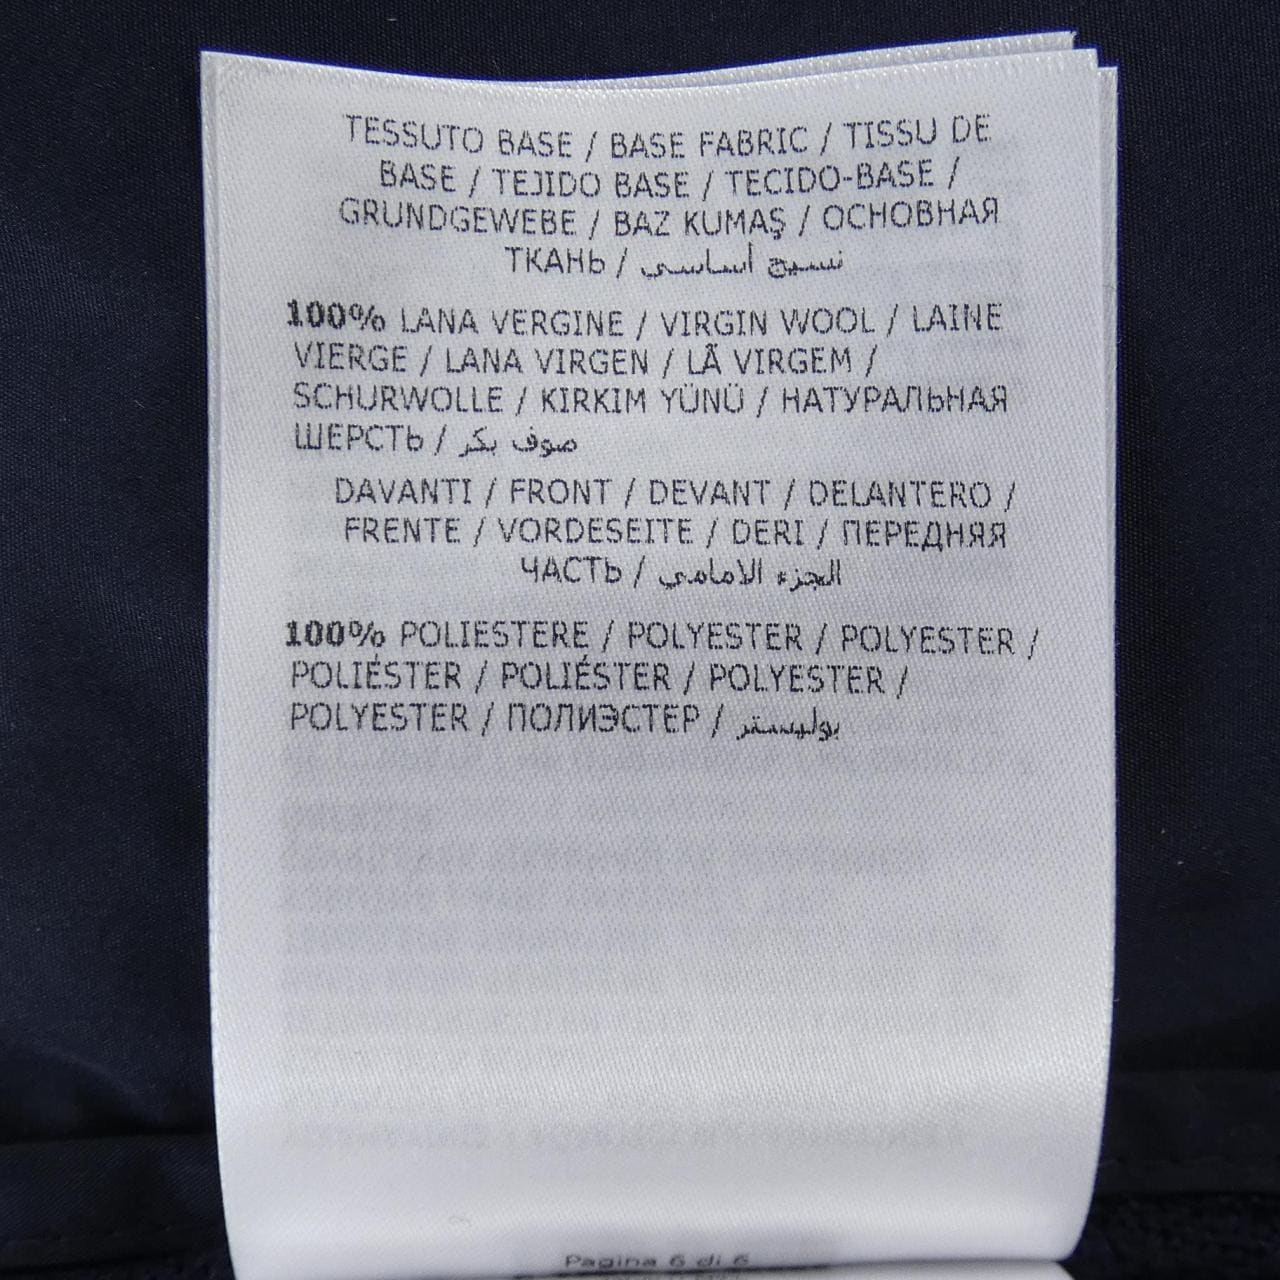 TESSUTO BASE / BASE FABRIC / TISSU DE
BASE / TEJIDO BASE / TECIDO-BASE /
GRUNDGEWEBE / BAZ KUMAŞ / ОСНОВНАЯ
ТКАНЬ / نسيج أساسي
100% LANA VERGINE / VIRGIN WOOL / LAINE
VIERGE / LANA VIRGEN / LÃ VIRGEM /
SCHURWOLLE / KIRKIM YÜNÜ / НАТУРАЛЬНАЯ
ШЕРСТЬ / صوف بكر
DAVANTI / FRONT / DEVANT / DELANTERO /
FRENTE / VORDESEITE / DERI / ПЕРЕДНЯЯ
ЧАСТЬ / الجزء الامامي
100% POLIESTERE / POLYESTER / POLYESTER /
POLIÉSTER / POLIÉSTER / POLYESTER /
POLYESTER / ПОЛИЭСТЕР / بوليستر
Pagina 6 di 6